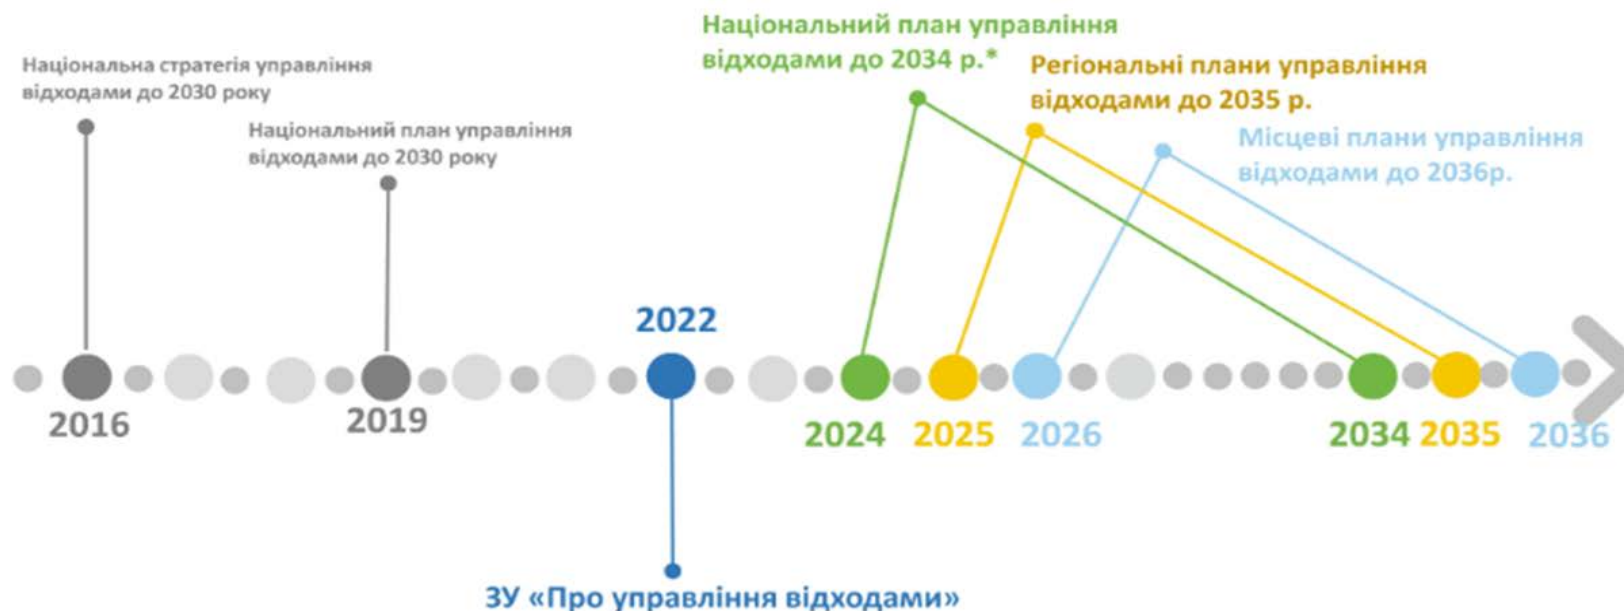 Національна стратегія управління
відходами до 2030 року
Національний план управління
відходами до 2030 року
Національний план управління
відходами до 2034 р.*
Регіональні плани управління
відходами до 2035 р.
Місцеві плани управління
відходами до 2036р.
2022
2016
2019
2024
2025
2026
2034
2035
2036
ЗУ «Про управління відходами»